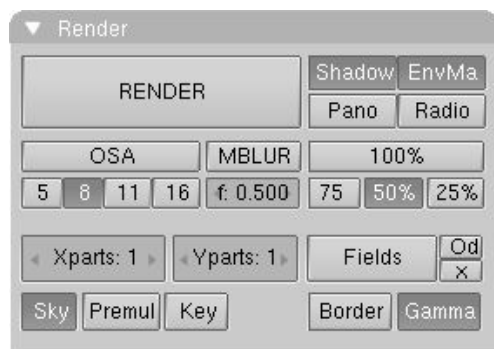 Render
RENDER
Shadow EnvMa
Pano Radio
OSA MBLUR 100%
5 8 11 16 f: 0.500 75 50% 25%
Xparts: 1 Yparts: 1 Fields Od
X
Sky Premul Key Border Gamma